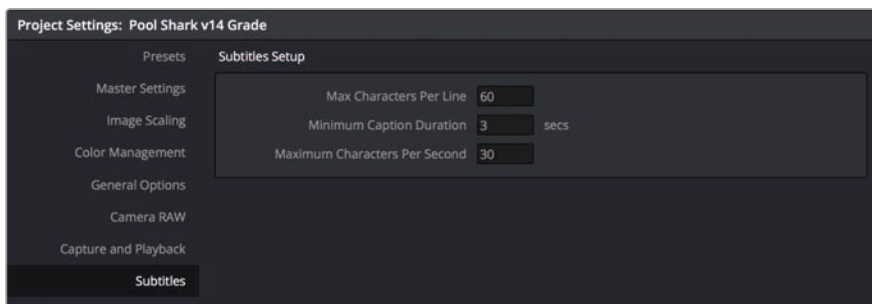 Project Settings: Pool Shark v14 Grade
Presets
Subtitles Setup
Master Settings
Max Characters Per Line 60
Image Scaling
Minimum Caption Duration 3 secs
Color Management
Maximum Characters Per Second 30
General Options
Camera RAW
Capture and Playback
Subtitles